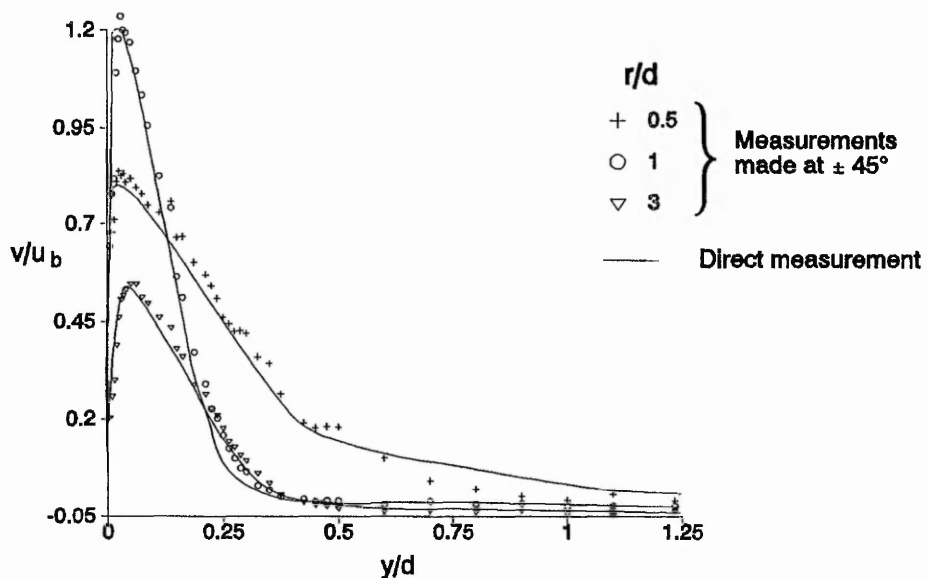 1.2
0.95
0.7
v/u_b
0.45
0.2
-0.05
0
0.25
0.5
0.75
1
1.25
y/d
r/d
+ 0.5
○ 1
▽ 3
Measurements
made at ± 45°
Direct measurement